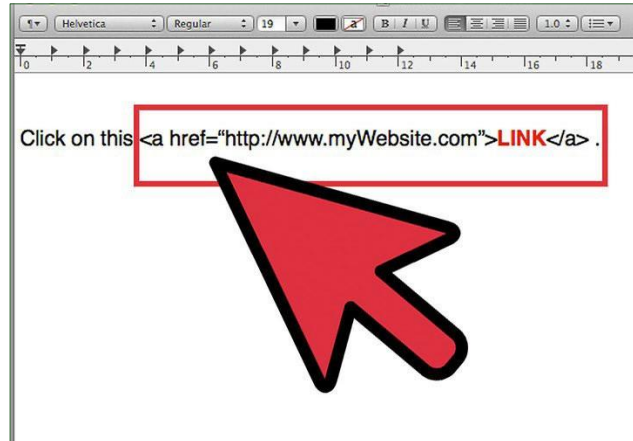 Helvetica Regular 19 a B I U 1.0
0 2 4 6 8 10 12 14 16 18
Click on this <a href=“http://www.myWebsite.com”>LINK</a> .